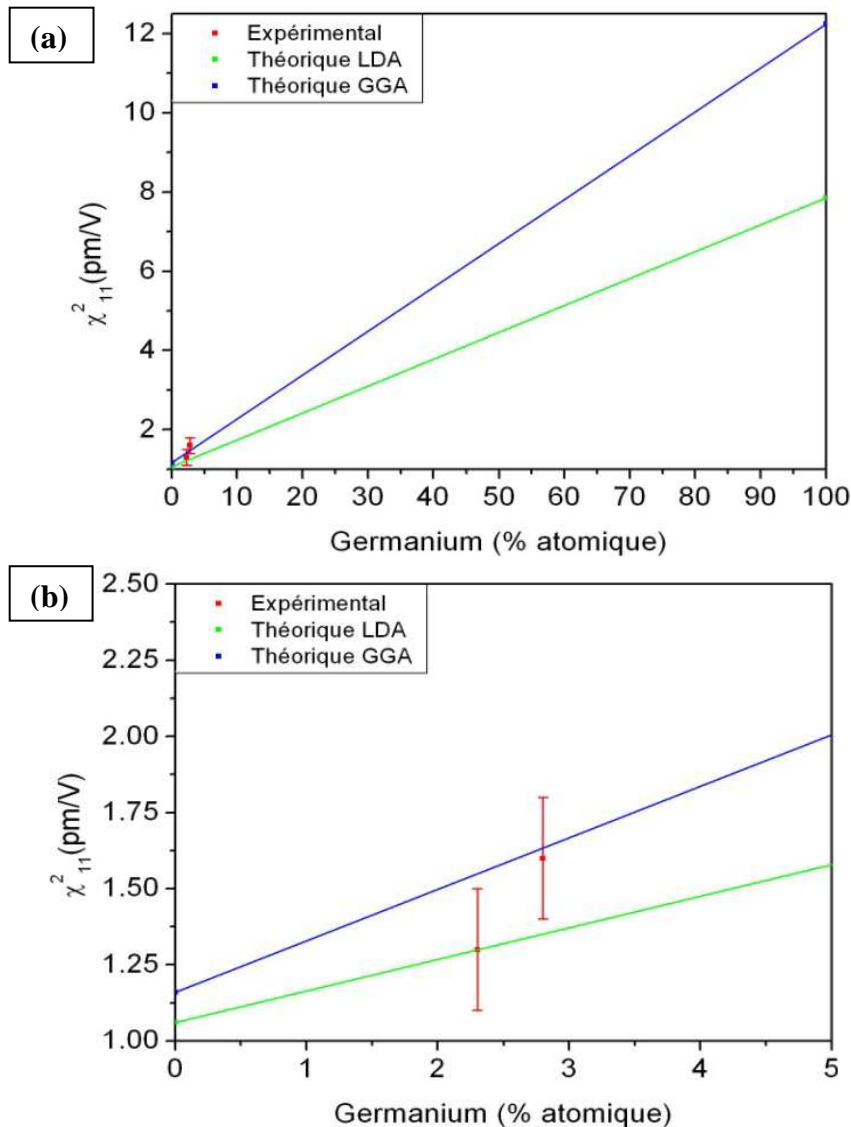 (a)
Expérimental
Théorique LDA
Théorique GGA
12
10
8
6
4
2
χ²₁₁(pm/V)
0 10 20 30 40 50 60 70 80 90 100
Germanium (% atomique)
(b)
Expérimental
Théorique LDA
Théorique GGA
2.50
2.25
2.00
1.75
1.50
1.25
1.00
χ²₁₁(pm/V)
0 1 2 3 4 5
Germanium (% atomique)